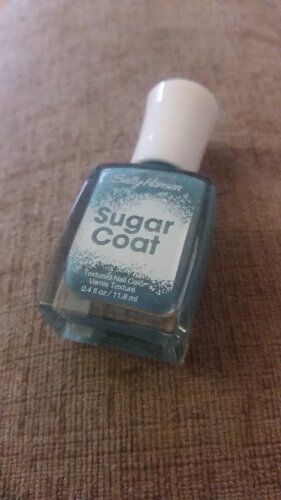 Sally Hansen
Sugar
Coat
Textured Nail Color
Vernis Texturé
0.4 fl oz / 11.8 ml